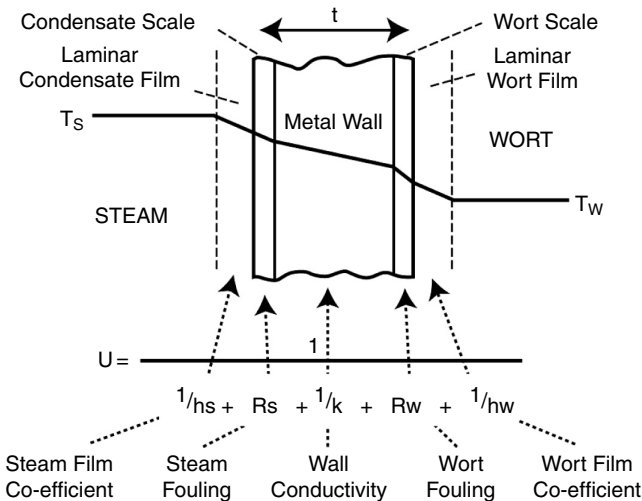 Condensate Scale
t
Wort Scale
Laminar
Condensate Film
Laminar
Wort Film
Metal Wall
T_S
WORT
STEAM
T_W
U = 1
1/hs + Rs + 1/k + Rw + 1/hw
Steam Film
Co-efficient
Steam
Fouling
Wall
Conductivity
Wort
Fouling
Wort Film
Co-efficient